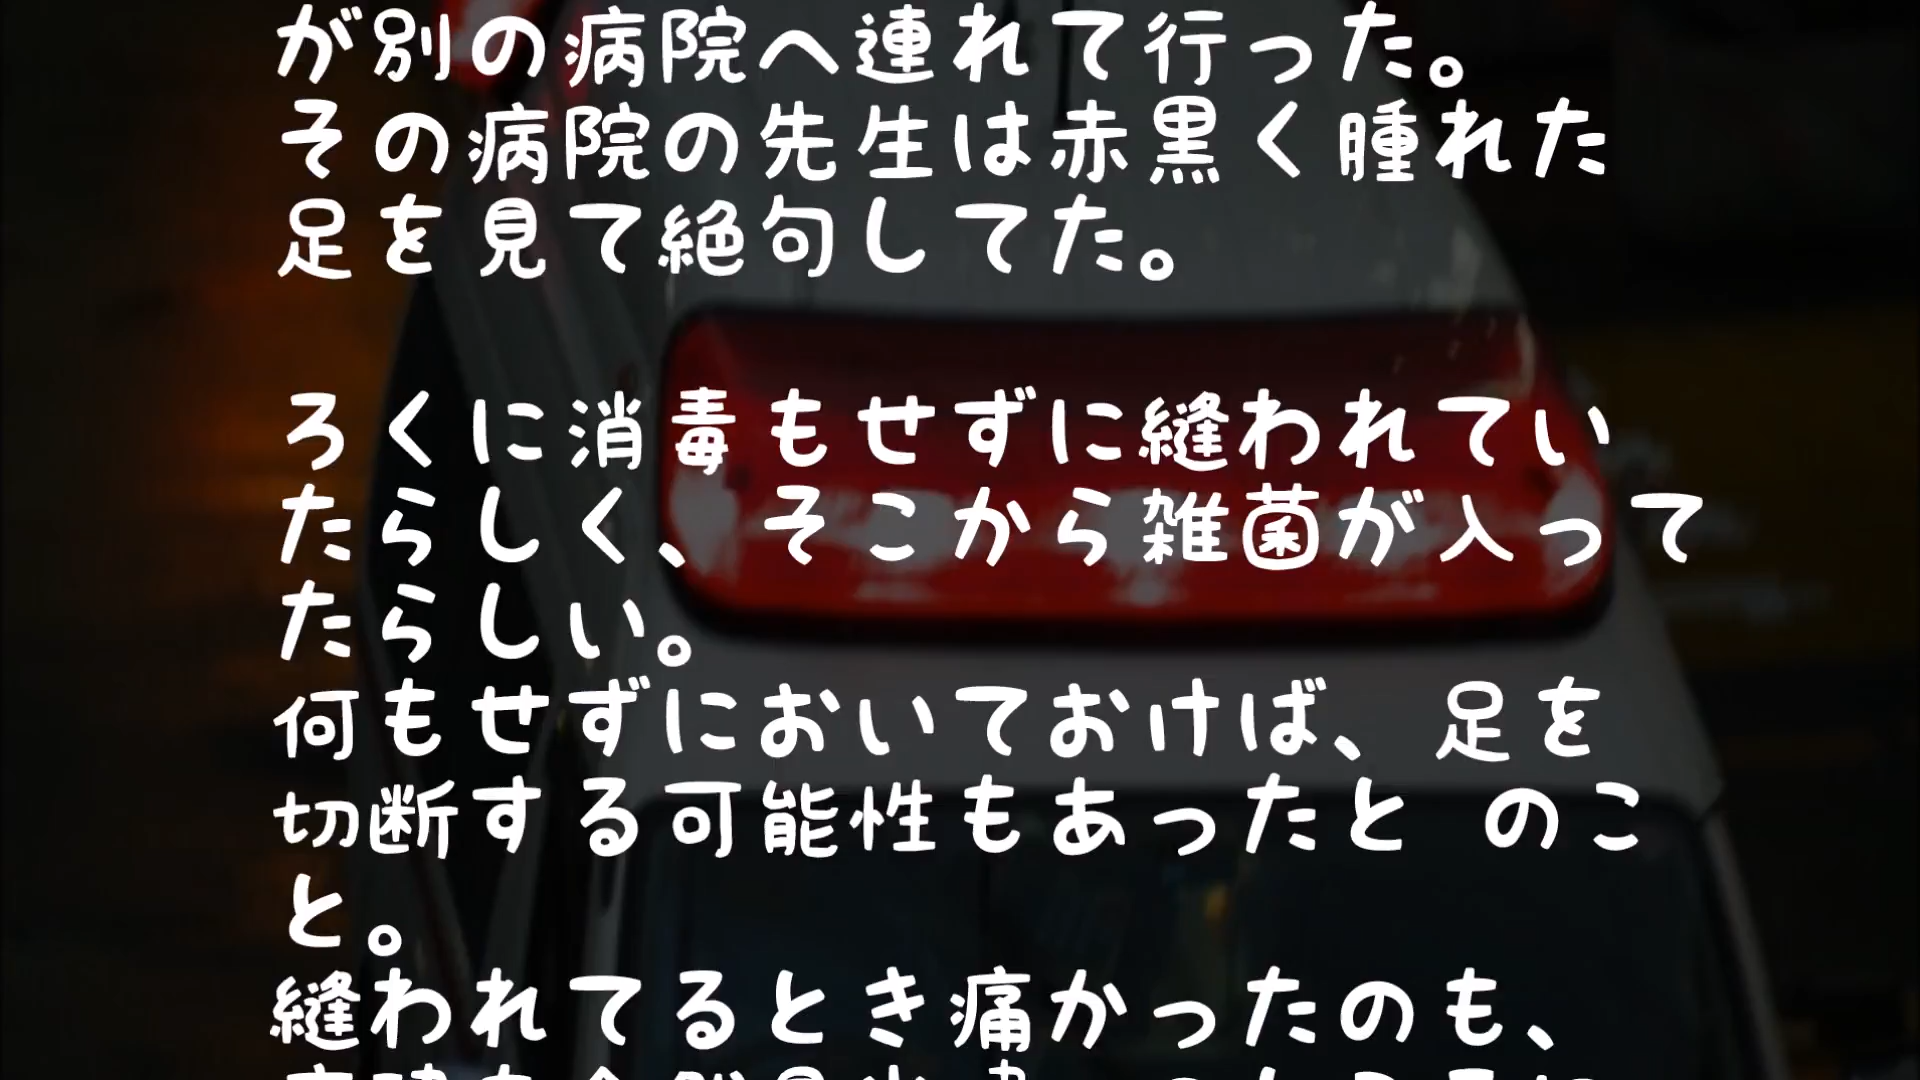 が別の病院へ連れて行った。
その病院の先生は赤黒く腫れた
足を見て絶句してた。
ろくに消毒もせずに縫われてい
たらしく、そこから雑菌が入って
たらしい。
何もせずにおいておけば、足を
切断する可能性もあったと のこ
と。
縫われてるとき痛かったのも、